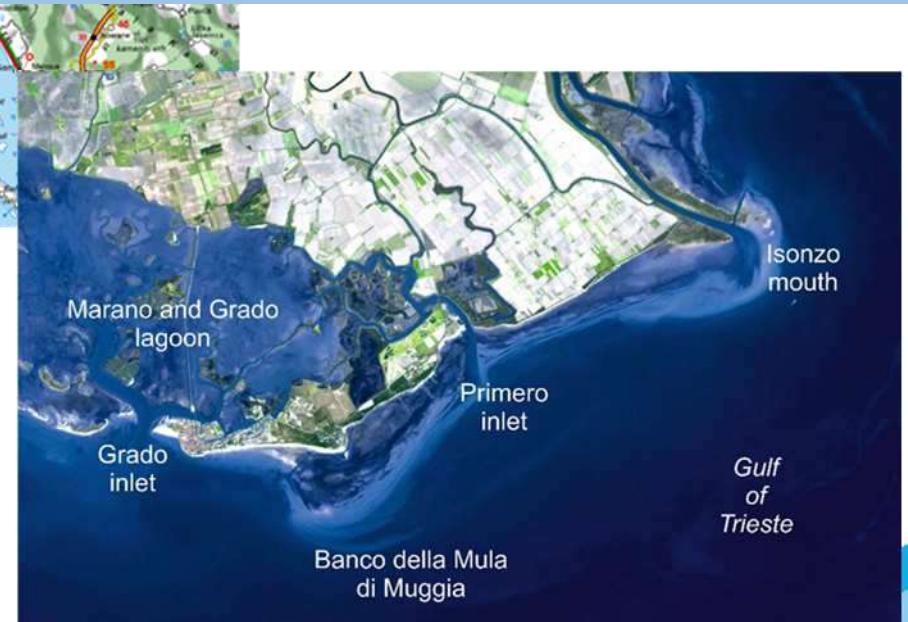 Marano and Grado
lagoon
Isonzo
mouth
Primero
inlet
Grado
inlet
Gulf
of
Trieste
Banco della Mula
di Muggia